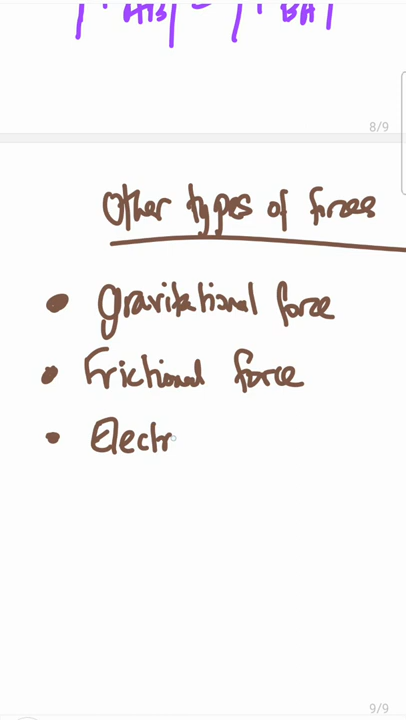 8/9
Other types of forces
• Gravitational force
• Frictional force
• Electr
9/9